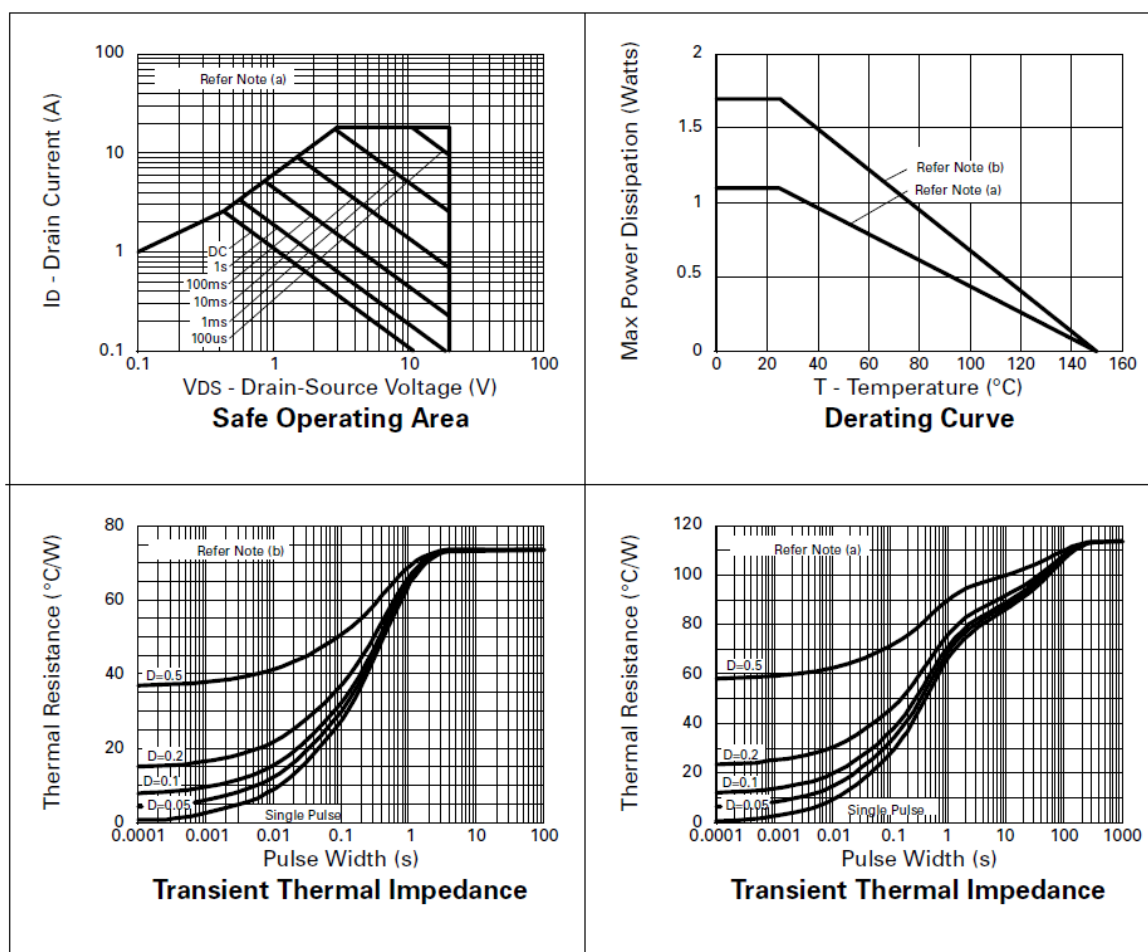 100
10
1
0.1
ID - Drain Current (A)
Refer Note (a)
DC
1s
100ms
10ms
1ms
100us
0.1 1 10 100
VDS - Drain-Source Voltage (V)
Safe Operating Area
2
1.5
1
0.5
0
Max Power Dissipation (Watts)
Refer Note (b)
Refer Note (a)
0 20 40 60 80 100 120 140 160
T - Temperature (°C)
Derating Curve
80
60
40
20
0
Thermal Resistance (°C/W)
Refer Note (b)
D=0.5
D=0.2
D=0.1
D=0.05
Single Pulse
0.0001 0.001 0.01 0.1 1 10 100
Pulse Width (s)
Transient Thermal Impedance
120
100
80
60
40
20
0
Thermal Resistance (°C/W)
Refer Note (a)
D=0.5
D=0.2
D=0.1
D=0.05
Single Pulse
0.0001 0.001 0.01 0.1 1 10 100 1000
Pulse Width (s)
Transient Thermal Impedance